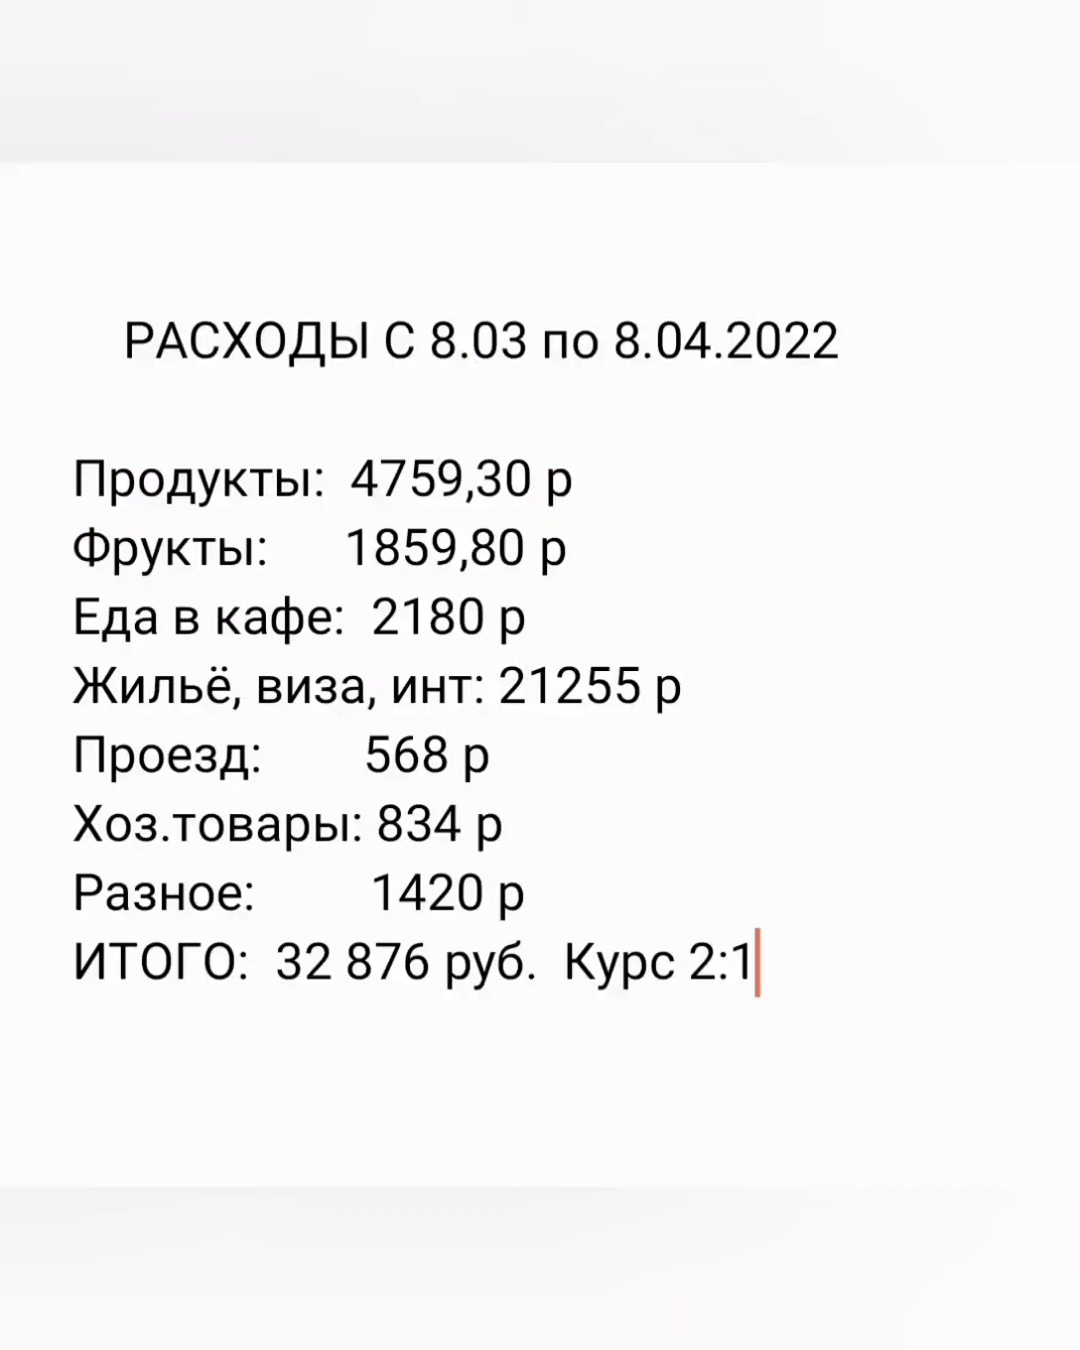 РАСХОДЫ С 8.03 по 8.04.2022
Продукты: 4759,30 р
Фрукты: 1859,80 р
Еда в кафе: 2180 р
Жильё, виза, инт: 21255 р
Проезд: 568 р
Хоз.товары: 834 р
Разное: 1420 р
ИТОГО: 32 876 руб. Курс 2:1